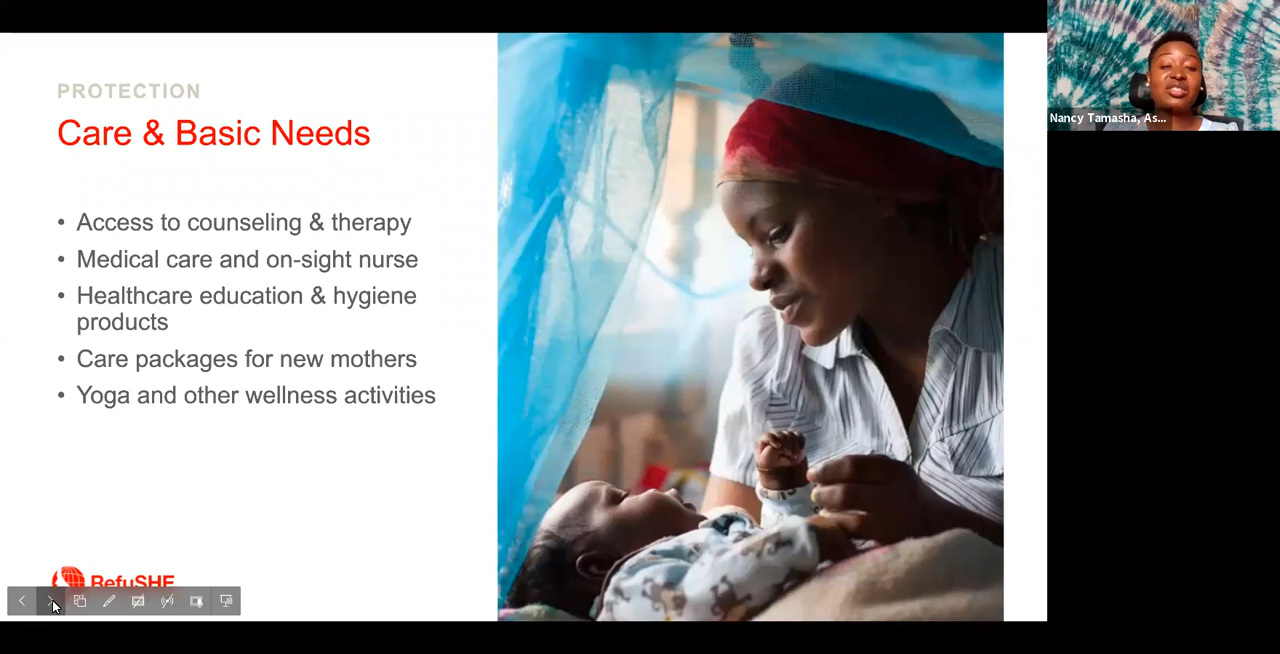 PROTECTION
Care & Basic Needs
• Access to counseling & therapy
• Medical care and on-sight nurse
• Healthcare education & hygiene
products
• Care packages for new mothers
• Yoga and other wellness activities
RefuSHE
Nancy Tamasha, As...